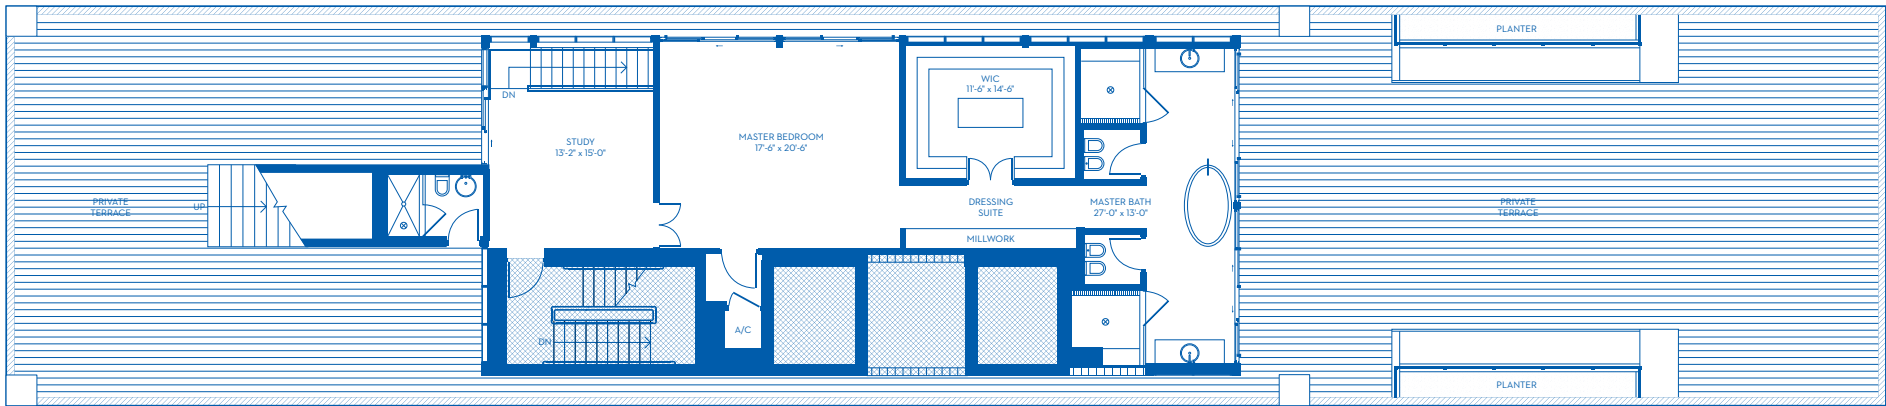 PLANTER
WIC
11'-6" x 14'-6"
DN
STUDY
13'-2" x 15'-0"
MASTER BEDROOM
17'-6" x 20'-6"
PRIVATE
TERRACE
UP
DRESSING
SUITE
MASTER BATH
27'-0" x 13'-0"
PRIVATE
TERRACE
MILLWORK
A/C
DN
PLANTER